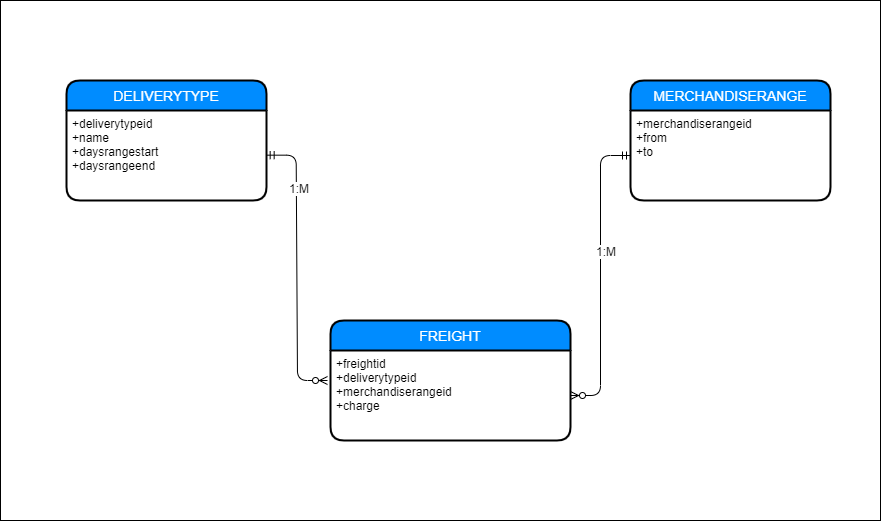 DELIVERYTYPE
+deliverytypeid
+name
+daysrangestart
+daysrangeend
MERCHANDISERANGE
+merchandiserangeid
+from
+to
1:M
1:M
FREIGHT
+freightid
+deliverytypeid
+merchandiserangeid
+charge